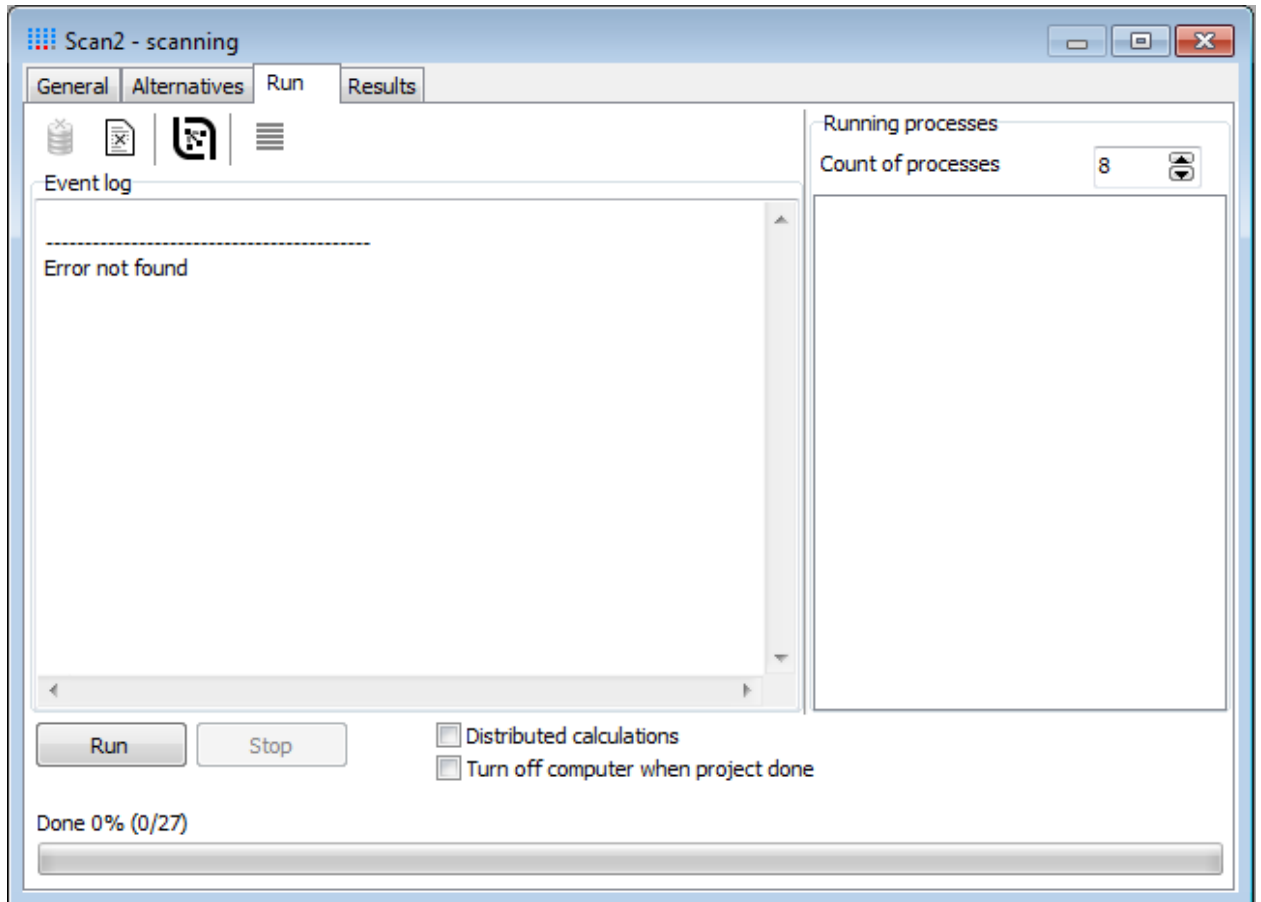 Scan2 - scanning
General Alternatives Run Results
Running processes
Count of processes 8
Event log
------------------------------------------
Error not found
Run Stop
Distributed calculations
Turn off computer when project done
Done 0% (0/27)